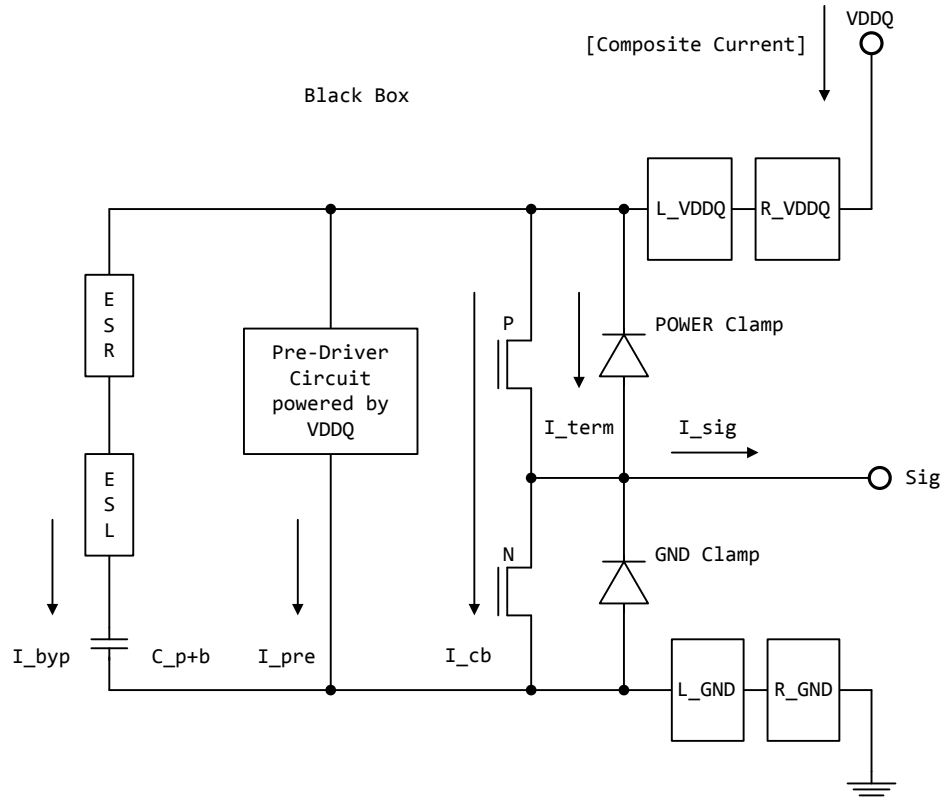 VDDQ
[Composite Current]
Black Box
L_VDDQ
R_VDDQ
E
S
R
P
POWER Clamp
Pre-Driver
Circuit
powered by
VDDQ
I_term
I_sig
E
S
L
Sig
N
GND Clamp
I_byp
C_p+b
I_pre
I_cb
L_GND
R_GND